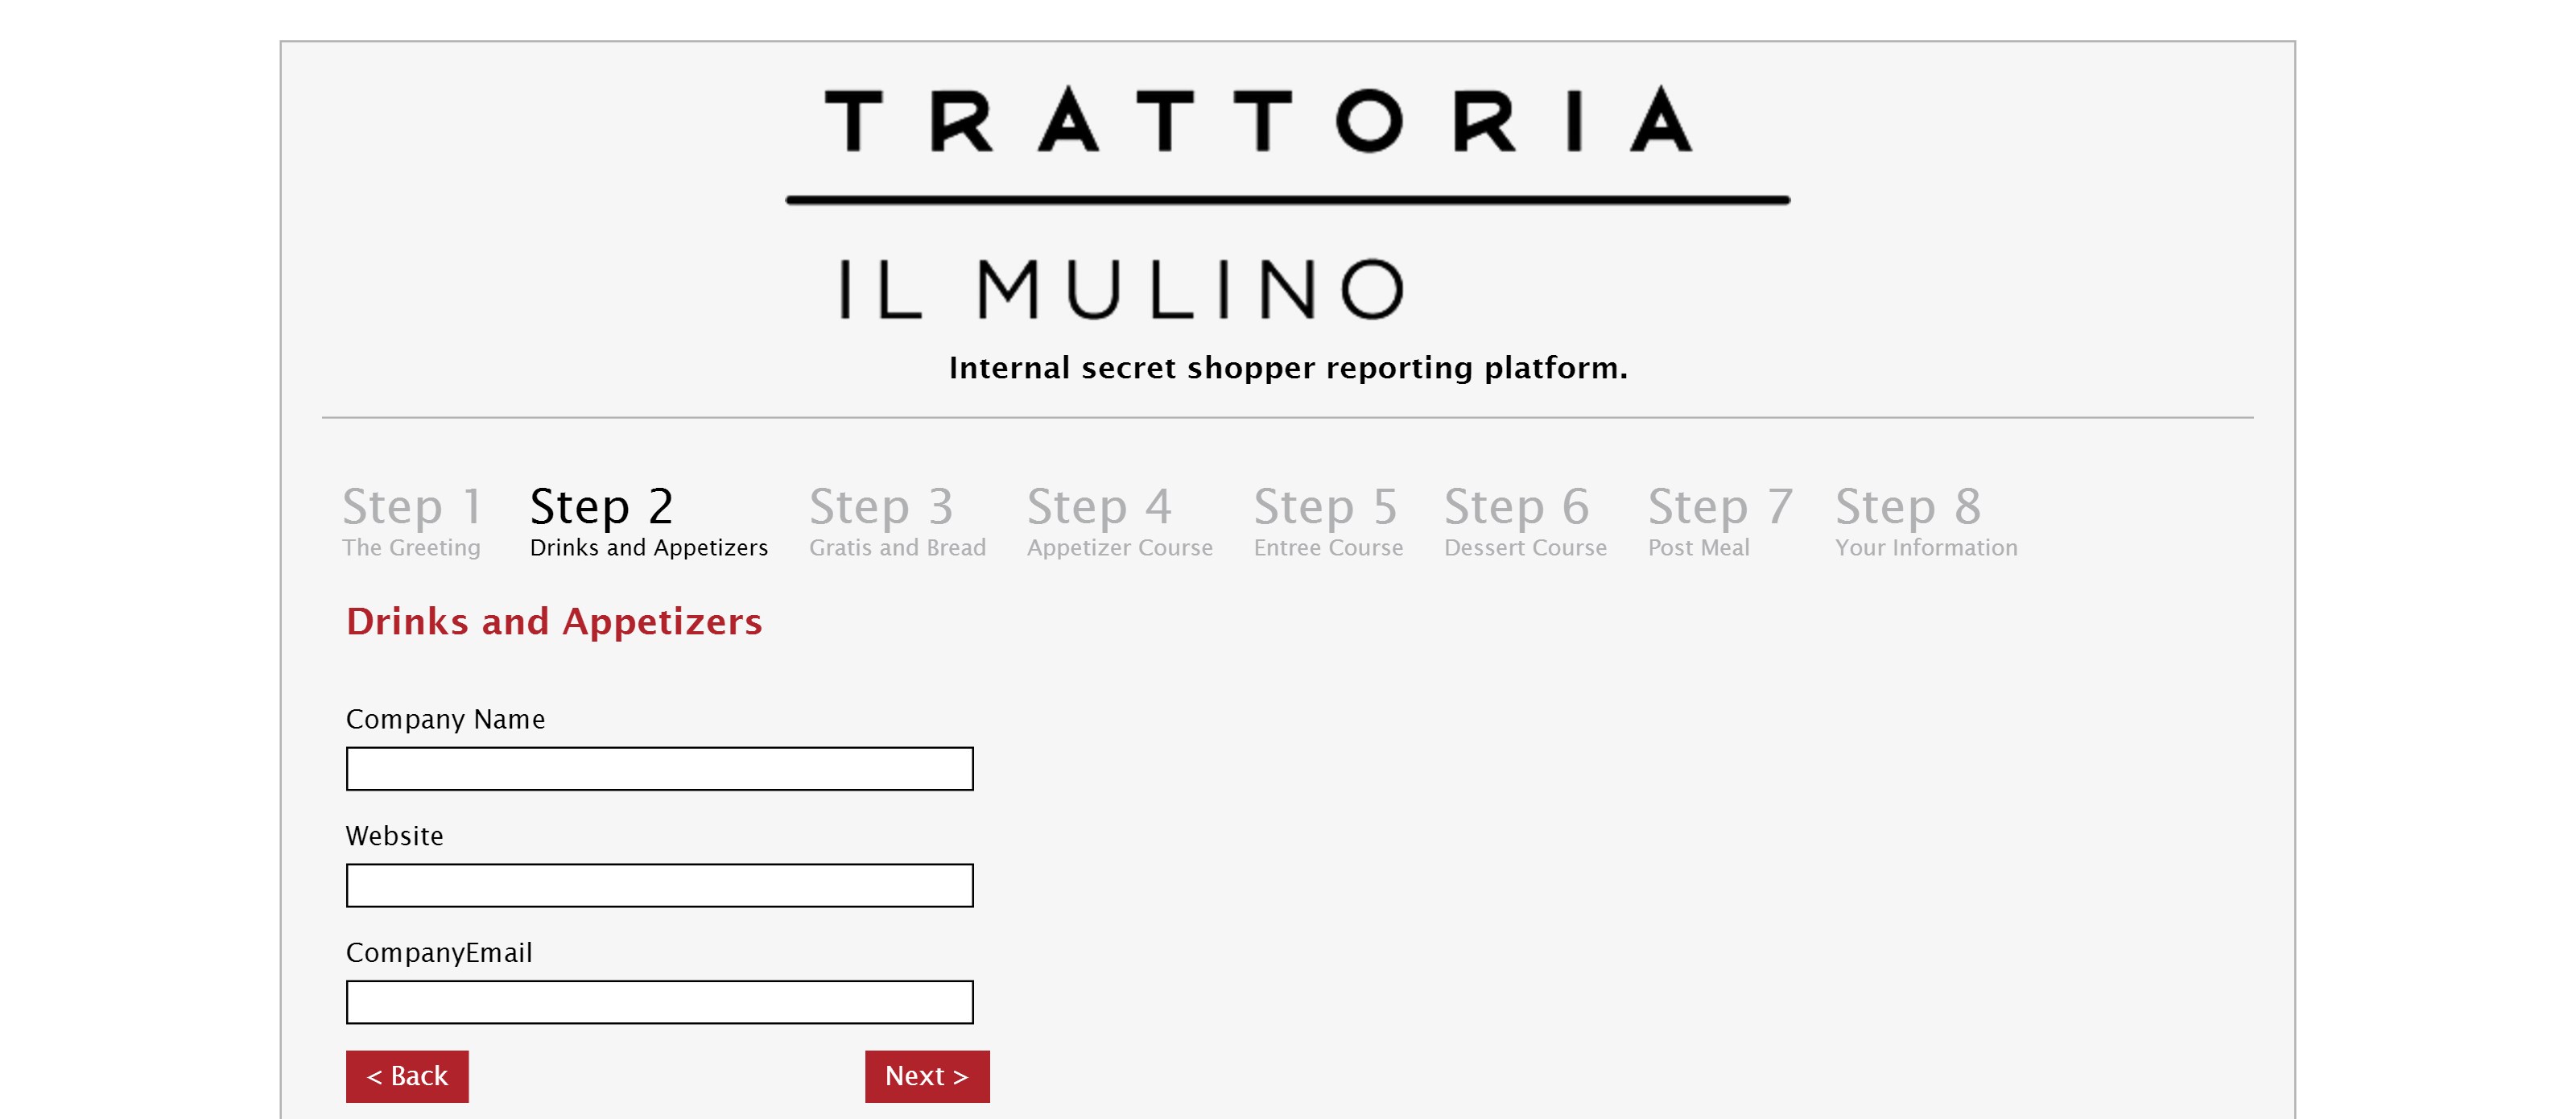 TRATTORIA
IL MULINO
Internal secret shopper reporting platform.
Step 1 Step 2 Step 3 Step 4 Step 5 Step 6 Step 7 Step 8
The Greeting Drinks and Appetizers Gratis and Bread Appetizer Course Entree Course Dessert Course Post Meal Your Information
Drinks and Appetizers
Company Name
Website
CompanyEmail
< Back Next >